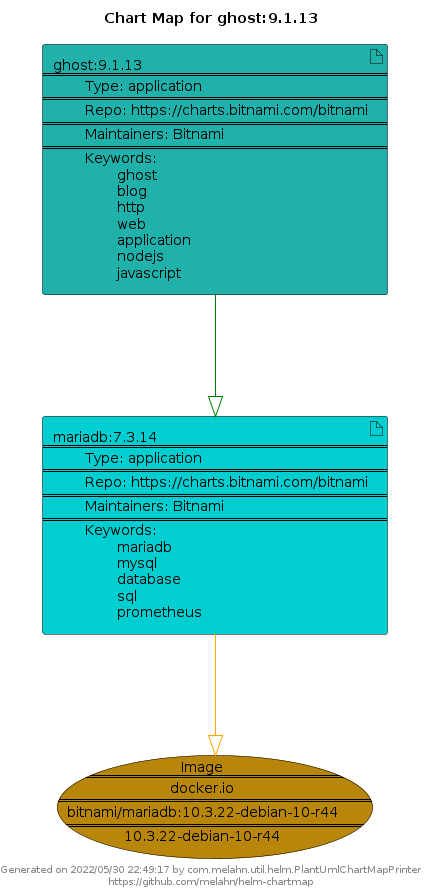 Chart Map for ghost:9.1.13
ghost:9.1.13
Type: application
Repo: https://charts.bitnami.com/bitnami
Maintainers: Bitnami
Keywords:
ghost
blog
http
web
application
nodejs
javascript
mariadb:7.3.14
Type: application
Repo: https://charts.bitnami.com/bitnami
Maintainers: Bitnami
Keywords:
mariadb
mysql
database
sql
prometheus
Image
docker.io
bitnami/mariadb:10.3.22-debian-10-r44
10.3.22-debian-10-r44
Generated on 2022/05/30 22:49:17 by com.melahn.util.helm.PlantUmlChartMapPrinter
https://github.com/melahn/helm-chartmap